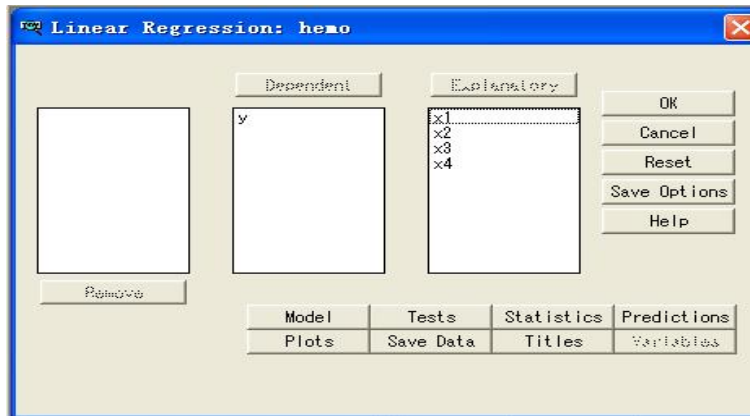 Linear Regression: hemo
Dependent
Explanatory
y
x1
x2
x3
x4
OK
Cancel
Reset
Save Options
Help
Remove
Model
Tests
Statistics
Predictions
Plots
Save Data
Titles
Variables